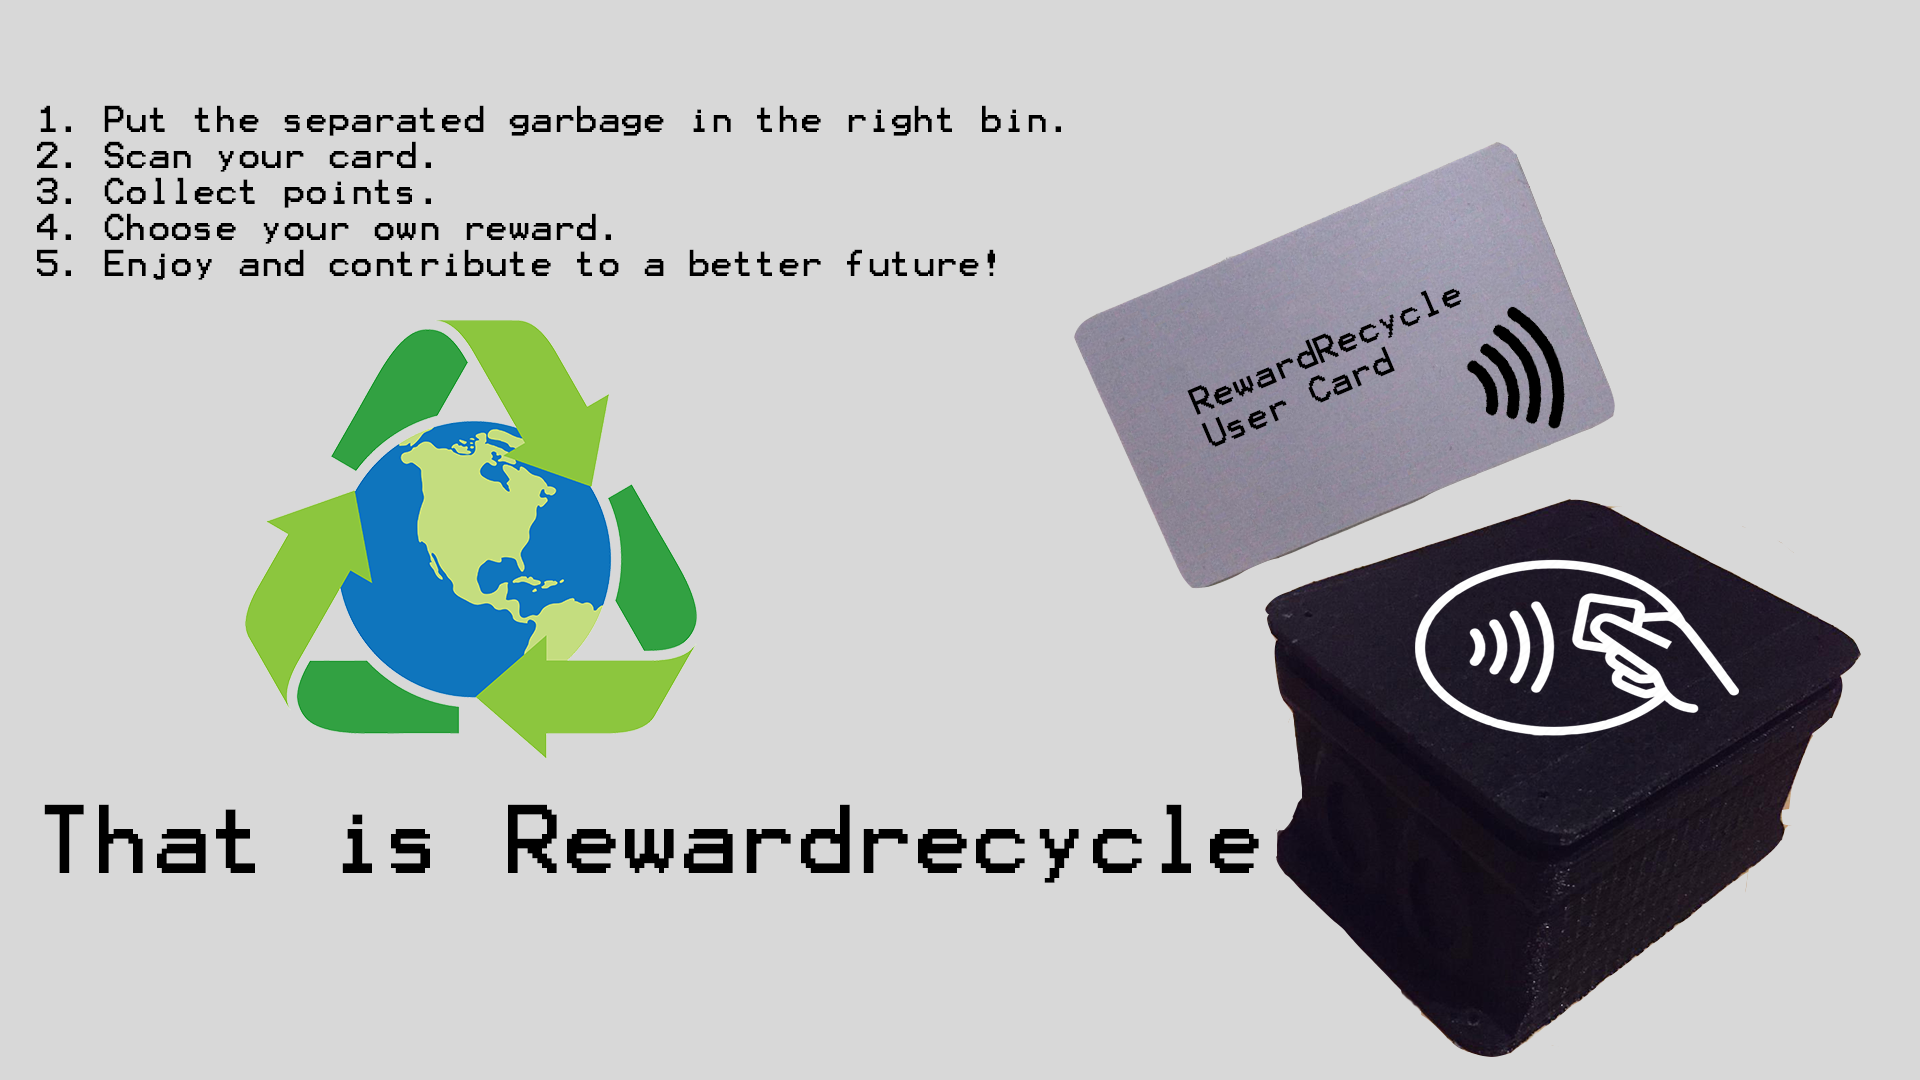 1. Put the separated garbage in the right bin.
2. Scan your card.
3. Collect points.
4. Choose your own reward.
5. Enjoy and contribute to a better future!
RewardRecycle
User Card
That is Rewardrecycle